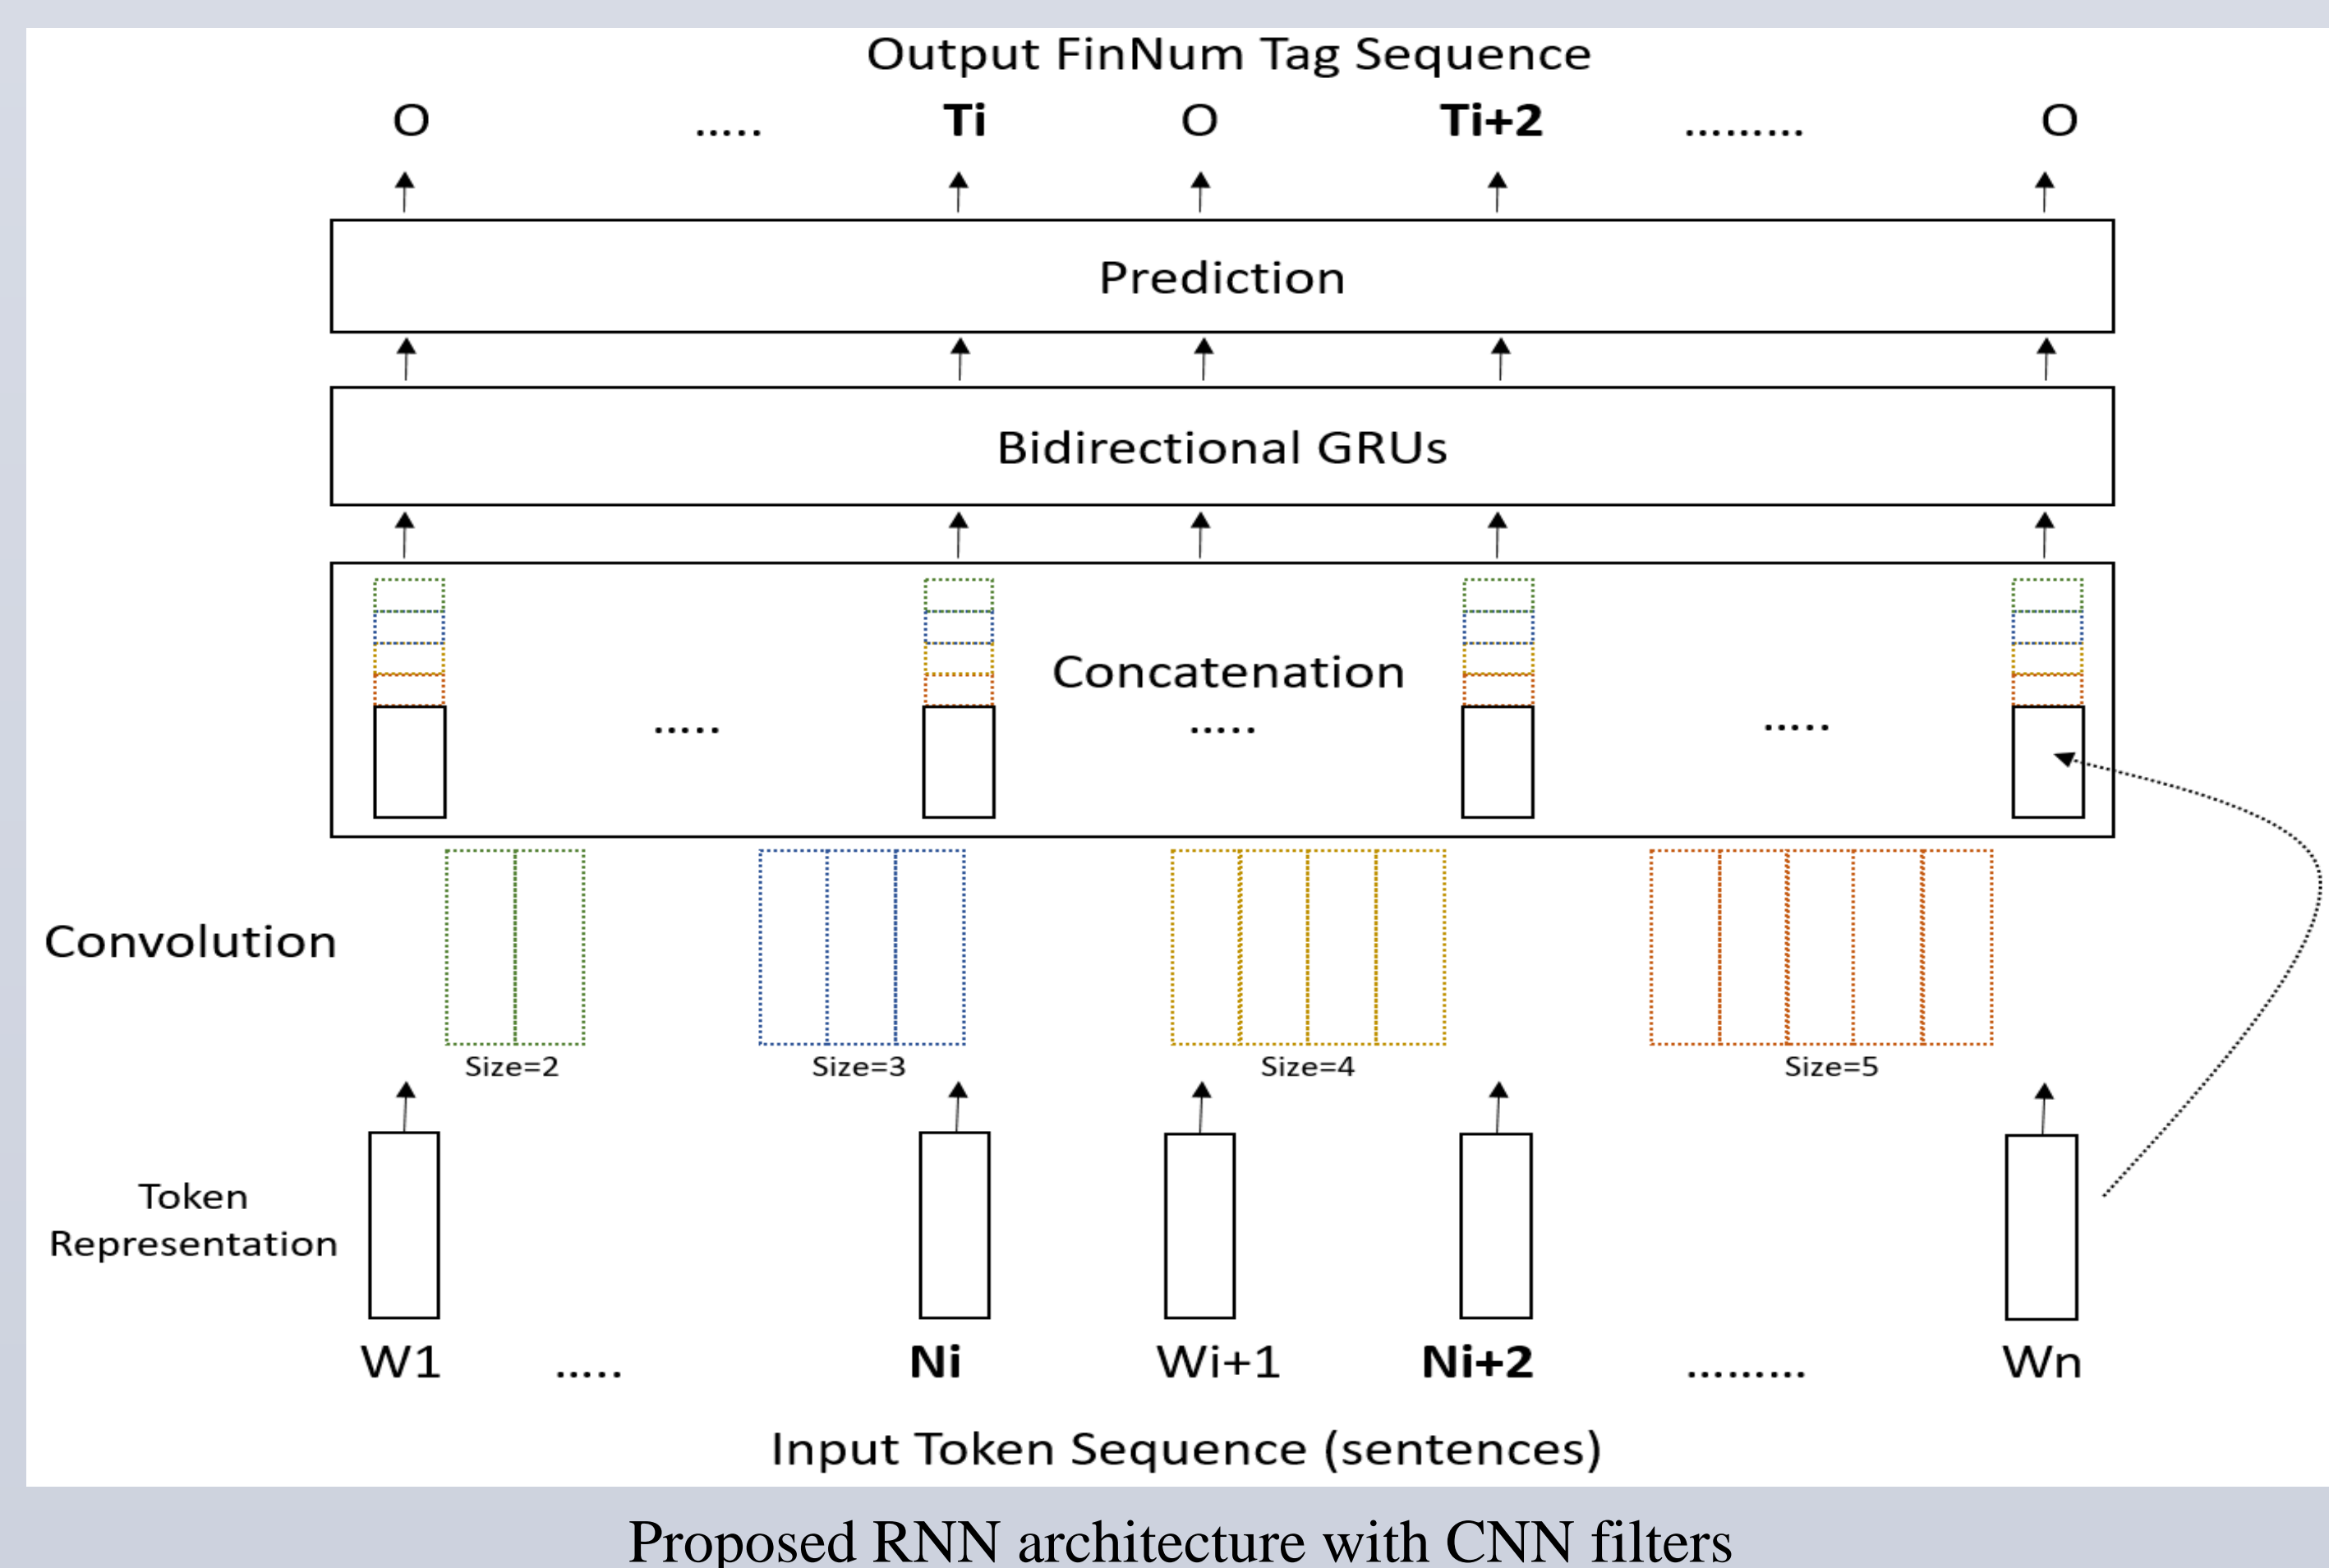 Output FinNum Tag Sequence
O ..... Ti O Ti+2 ......... O
Prediction
Bidirectional GRUs
Concatenation
..... ..... .....
Convolution
Size=2 Size=3 Size=4 Size=5
Token
Representation
W1 ..... Ni Wi+1 Ni+2 ......... Wn
Input Token Sequence (sentences)
Proposed RNN architecture with CNN filters